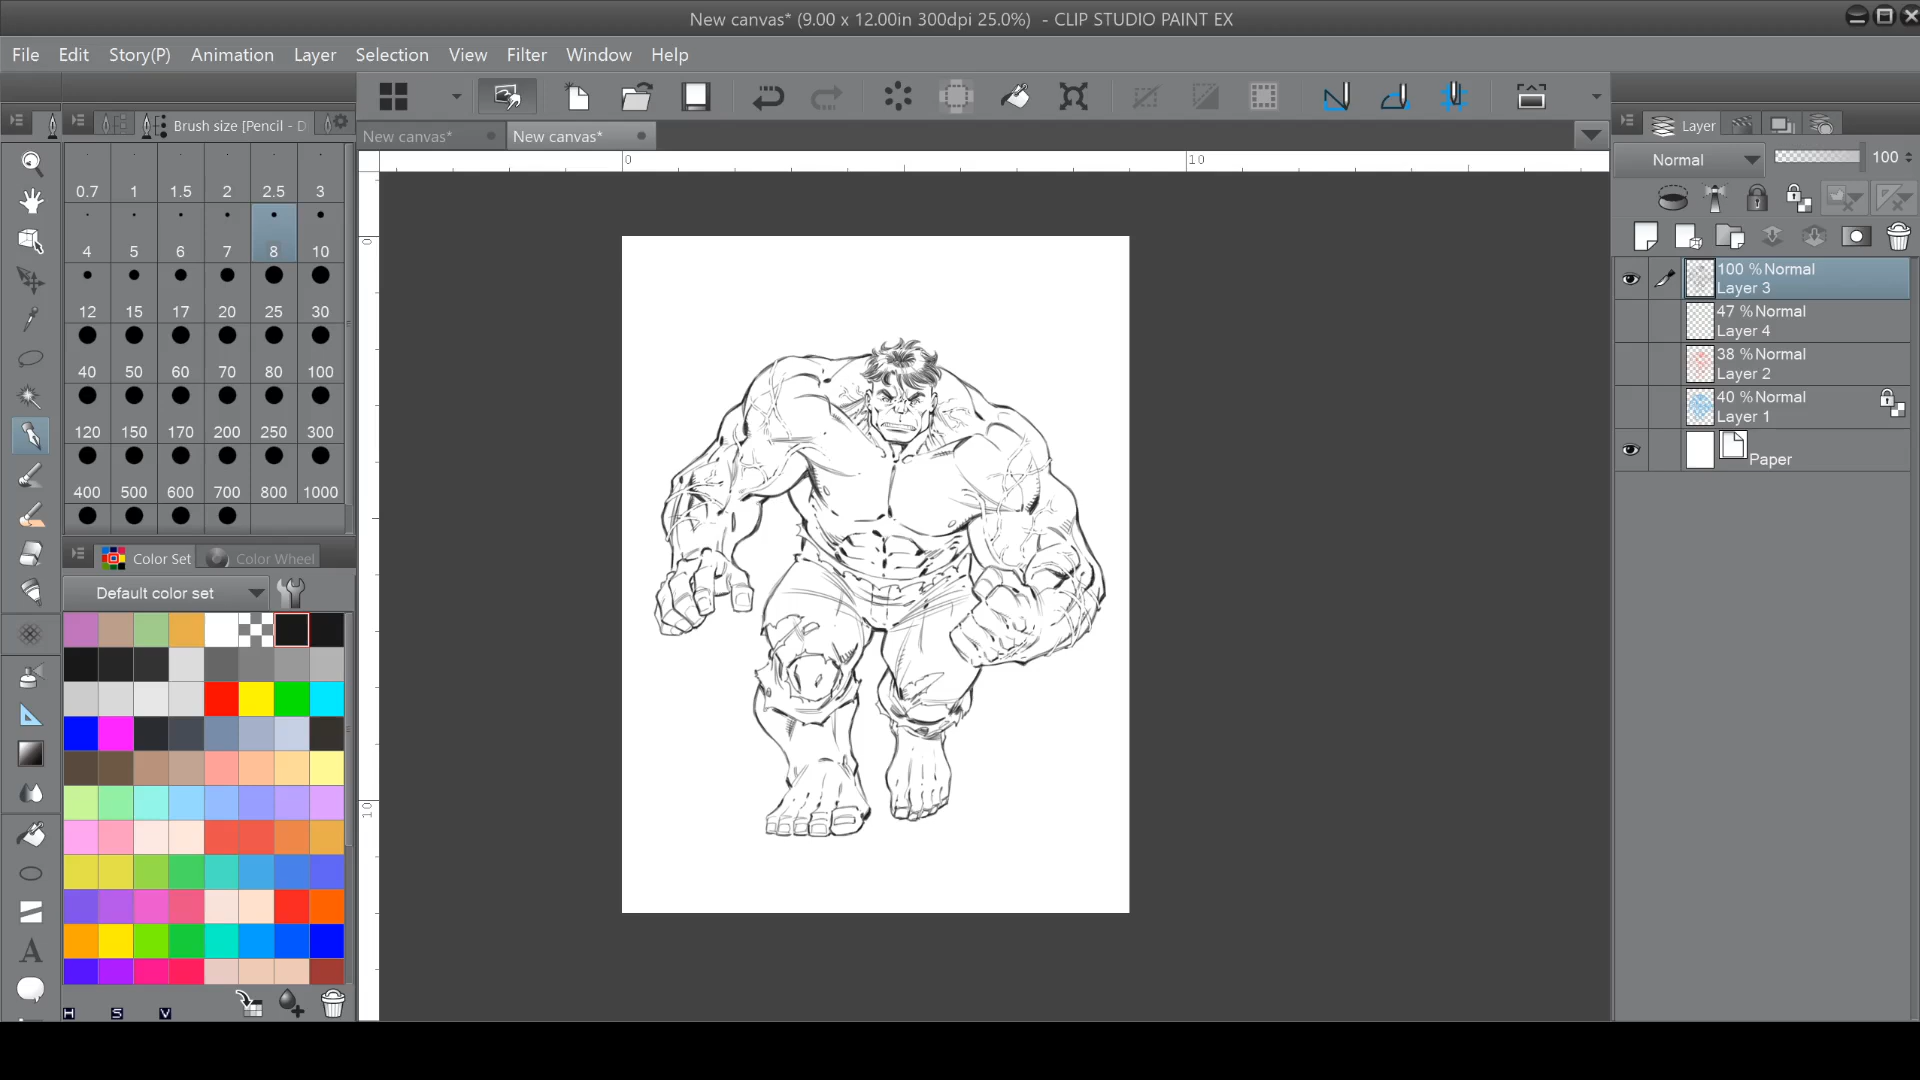 New canvas* (9.00 x 12.00in 300dpi 25.0%) - CLIP STUDIO PAINT EX
File Edit Story(P) Animation Layer Selection View Filter Window Help
Brush size [Pencil - D
New canvas* New canvas*
Layer
0 10
Normal 100
0.7 1 1.5 2 2.5 3
4 5 6 7 8 10
12 15 17 20 25 30
40 50 60 70 80 100
120 150 170 200 250 300
400 500 600 700 800 1000
0
10
100 %Normal
Layer 3
47 %Normal
Layer 4
38 %Normal
Layer 2
40 %Normal
Layer 1
Paper
Color Set Color Wheel
Default color set
A
H S V